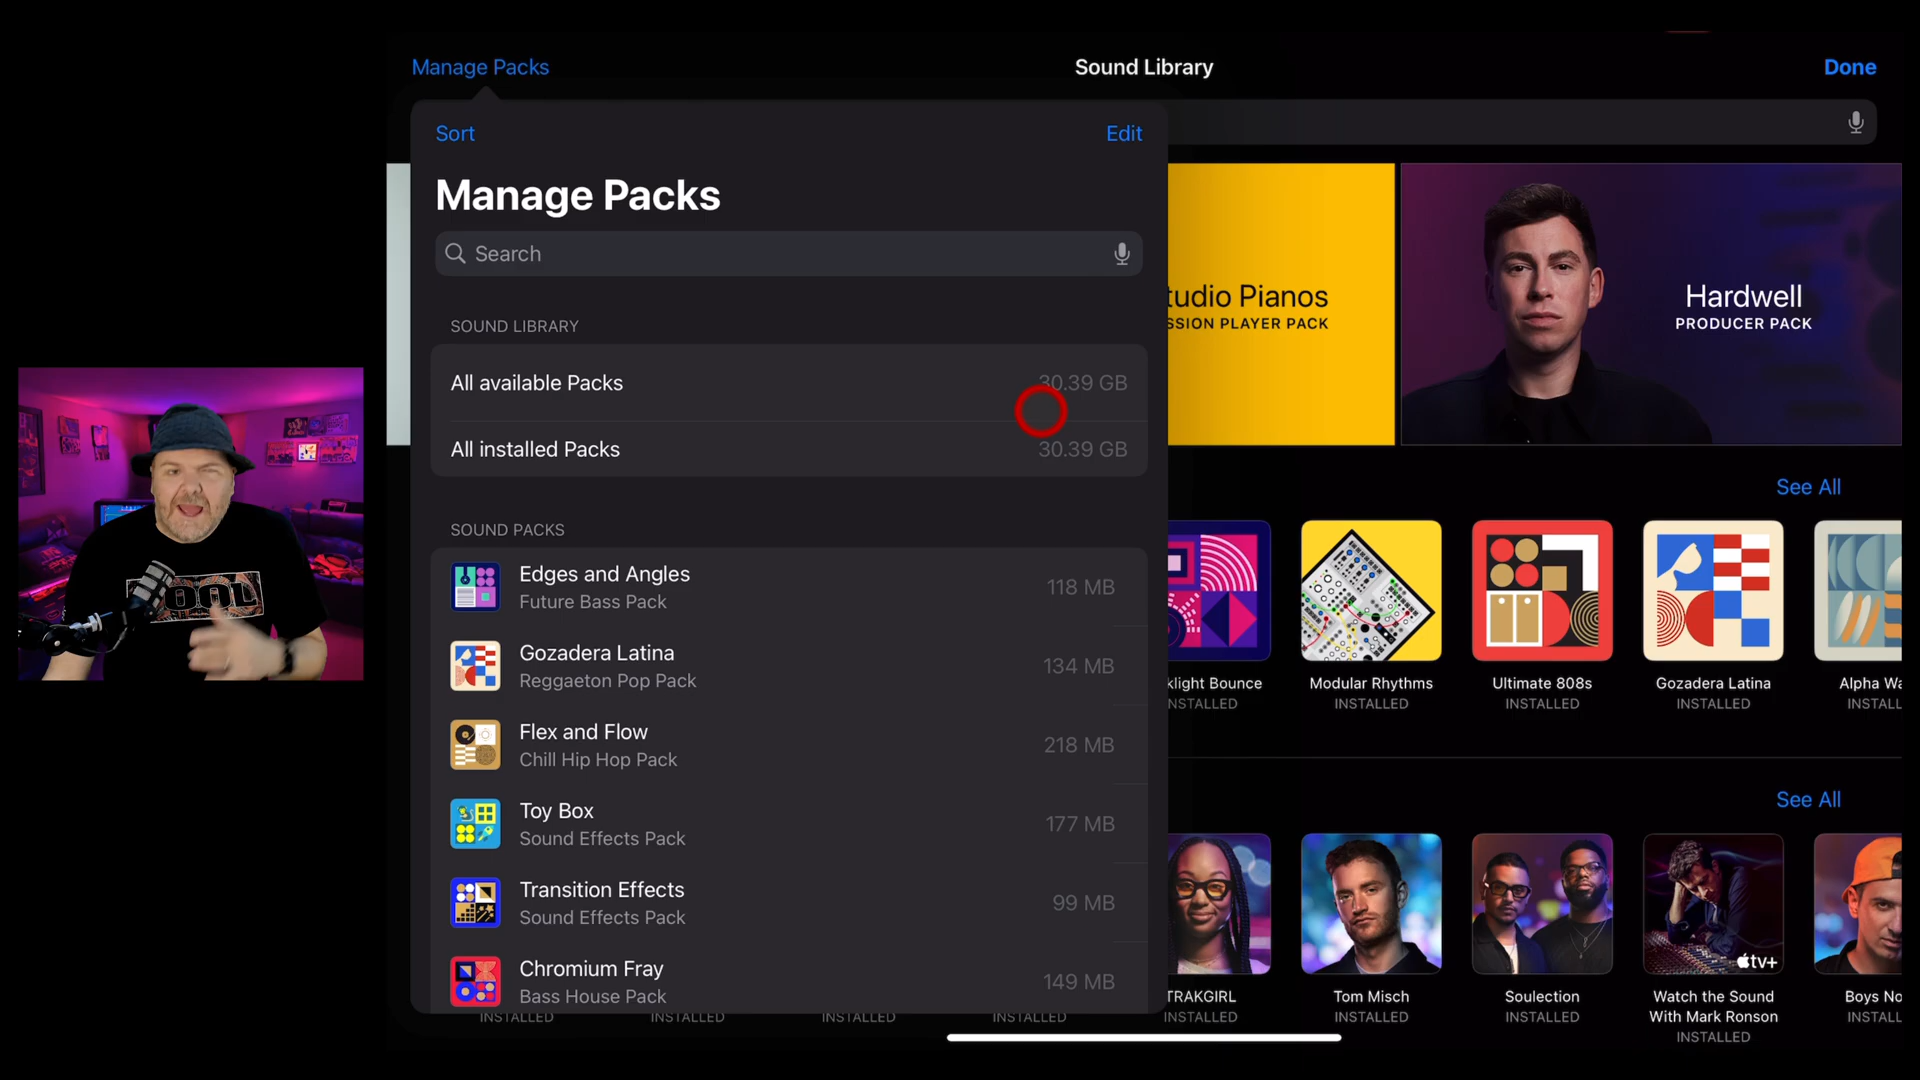 Manage Packs
Sound Library
Done
Sort
Edit
Manage Packs
Search
SOUND LIBRARY
All available Packs
30.39 GB
All installed Packs
30.39 GB
SOUND PACKS
Edges and Angles
118 MB
Future Bass Pack
Gozadera Latina
134 MB
Reggaeton Pop Pack
Flex and Flow
218 MB
Chill Hip Hop Pack
Toy Box
177 MB
Sound Effects Pack
Transition Effects
99 MB
Sound Effects Pack
Chromium Fray
149 MB
Bass House Pack
INSTALLED
INSTALLED
INSTALLED
INSTALLED
tudio Pianos
SSION PLAYER PACK
Hardwell
PRODUCER PACK
See All
klight Bounce
NSTALLED
Modular Rhythms
INSTALLED
Ultimate 808s
INSTALLED
Gozadera Latina
INSTALLED
Alpha Wa
INSTALL
See All
TRAKGIRL
INSTALLED
Tom Misch
INSTALLED
Soulection
INSTALLED
tv+
Watch the Sound
With Mark Ronson
INSTALLED
Boys No
INSTALL